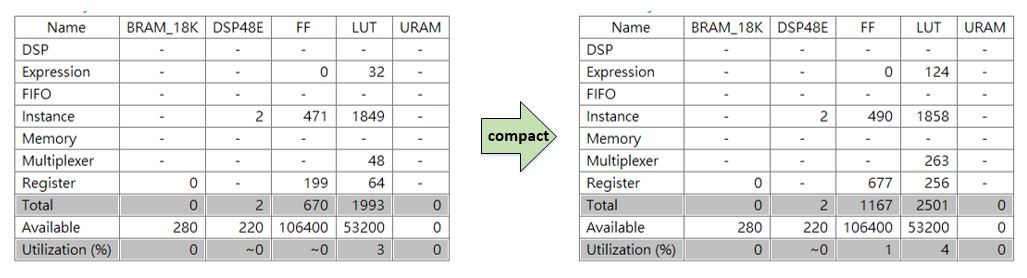 Name BRAM_18K DSP48E FF LUT URAM
DSP - - - - -
Expression - - 0 32 -
FIFO - - - - -
Instance - 2 471 1849 -
Memory - - - - -
Multiplexer - - - 48 -
Register 0 - 199 64 -
Total 0 2 670 1993 0
Available 280 220 106400 53200 0
Utilization (%) 0 ~0 ~0 3 0
compact
Name BRAM_18K DSP48E FF LUT URAM
DSP - - - - -
Expression - - 0 124 -
FIFO - - - - -
Instance - 2 490 1858 -
Memory - - - - -
Multiplexer - - - 263 -
Register 0 - 677 256 -
Total 0 2 1167 2501 0
Available 280 220 106400 53200 0
Utilization (%) 0 ~0 1 4 0